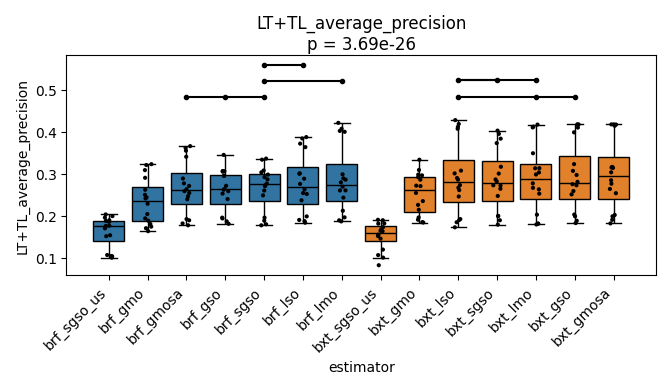 LT+TL_average_precision
p = 3.69e-26
LT+TL_average_precision
0.5
0.4
0.3
0.2
0.1
brf_sgso_us
brf_gmo
brf_gmosa
brf_gso
brf_sgso
brf_lso
brf_lmo
bxt_sgso_us
bxt_gmo
bxt_lso
bxt_sgso
bxt_lmo
bxt_gso
bxt_gmosa
estimator